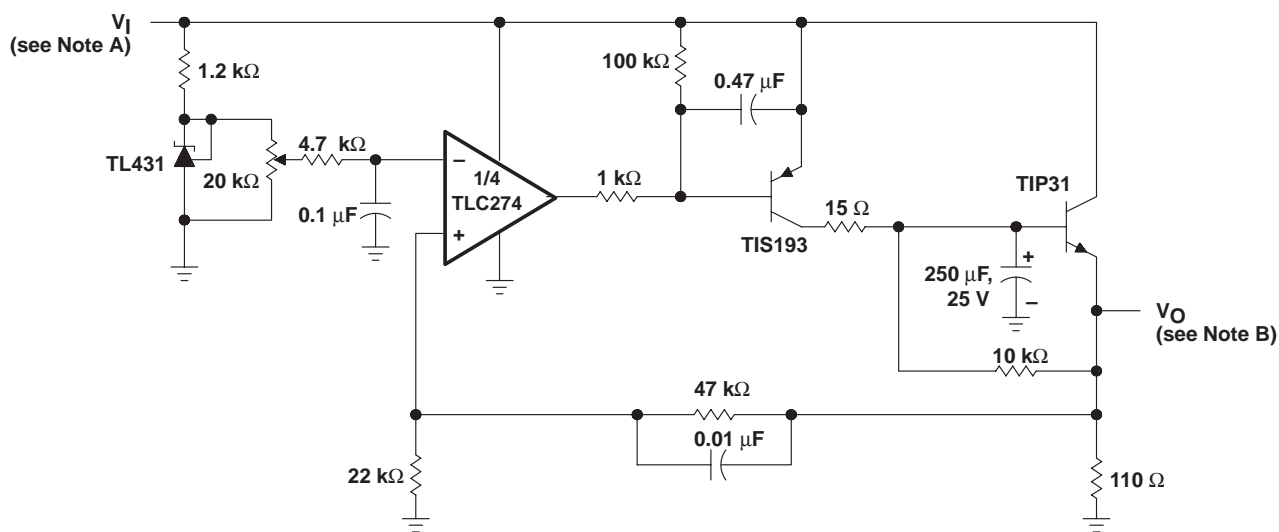 VI
(see Note A)
1.2 kΩ
TL431
20 kΩ
4.7 kΩ
0.1 μF
−
1/4
TLC274
+
1 kΩ
100 kΩ
0.47 μF
TIS193
15 Ω
TIP31
250 μF,
25 V
+
−
VO
(see Note B)
10 kΩ
47 kΩ
0.01 μF
22 kΩ
110 Ω